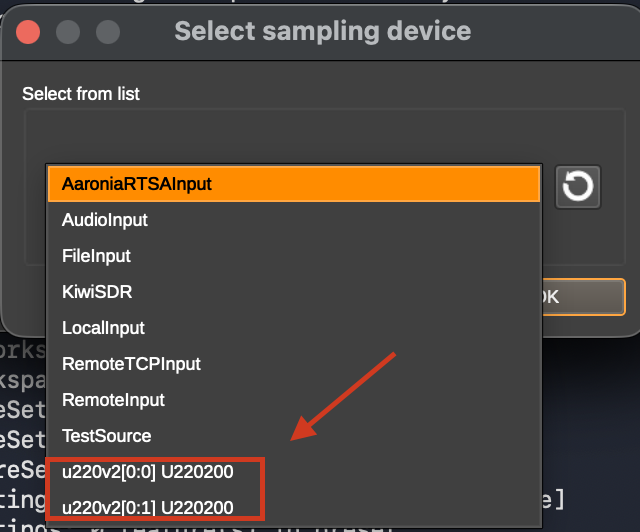 Select sampling device
Select from list
AaroniaRTSAInput
AudioInput
FileInput
KiwiSDR
LocalInput
RemoteTCPInput
RemoteInput
TestSource
u220v2[0:0] U220200
u220v2[0:1] U220200